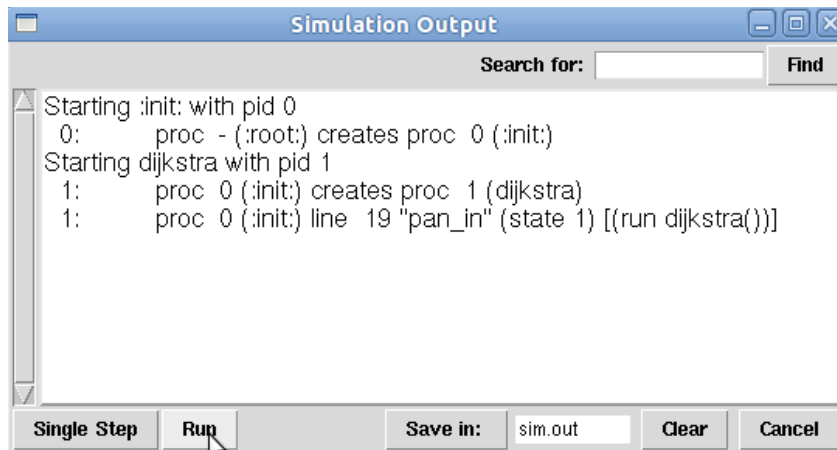 Simulation Output
Search for: Find
Starting :init: with pid 0
0: proc - (:root:) creates proc 0 (:init:)
Starting dijkstra with pid 1
1: proc 0 (:init:) creates proc 1 (dijkstra)
1: proc 0 (:init:) line 19 "pan_in" (state 1) [(run dijkstra())]
Single Step Run Save in: sim.out Clear Cancel